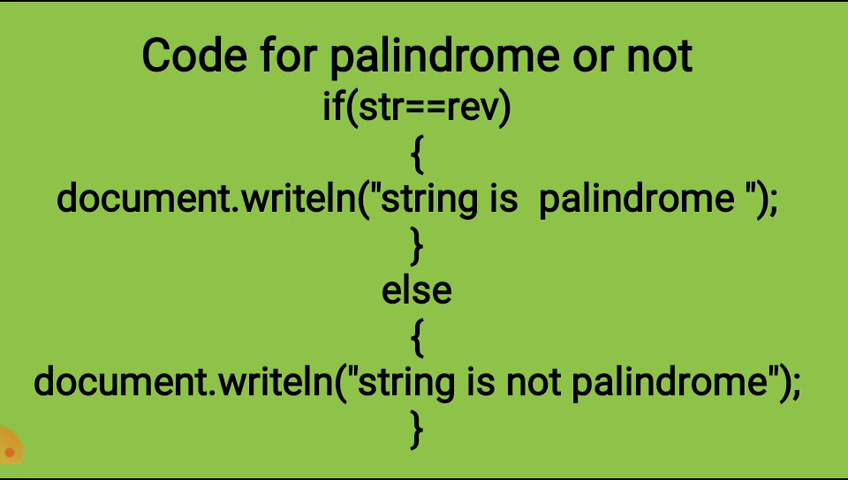 Code for palindrome or not
if(str==rev)
{
document.writeln("string is  palindrome ");
}
else
{
document.writeln("string is not palindrome");
}